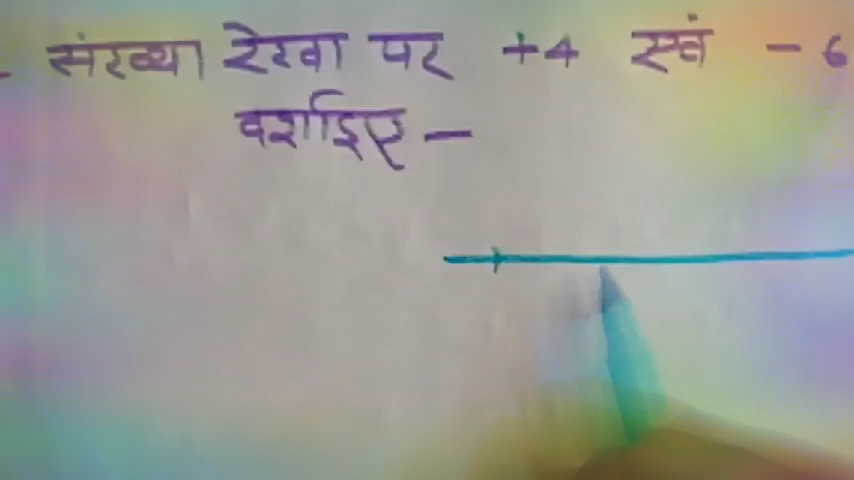 - संख्या रेखा पर +4 एवं - 6
दर्शाइए -